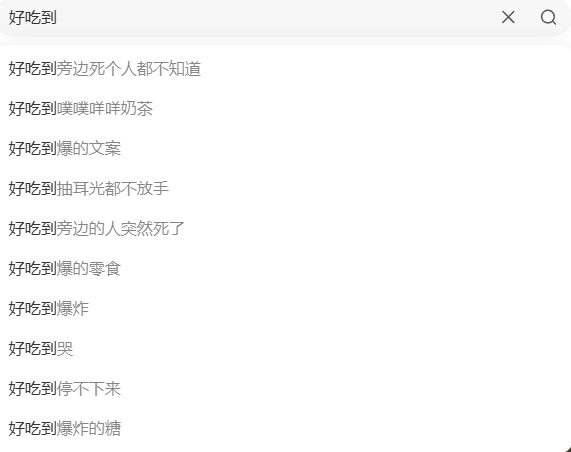 好吃到
好吃到旁边死个人都不知道
好吃到噗噗咩咩奶茶
好吃到爆的文案
好吃到抽耳光都不放手
好吃到旁边的人突然死了
好吃到爆的零食
好吃到爆炸
好吃到哭
好吃到停不下来
好吃到爆炸的糖